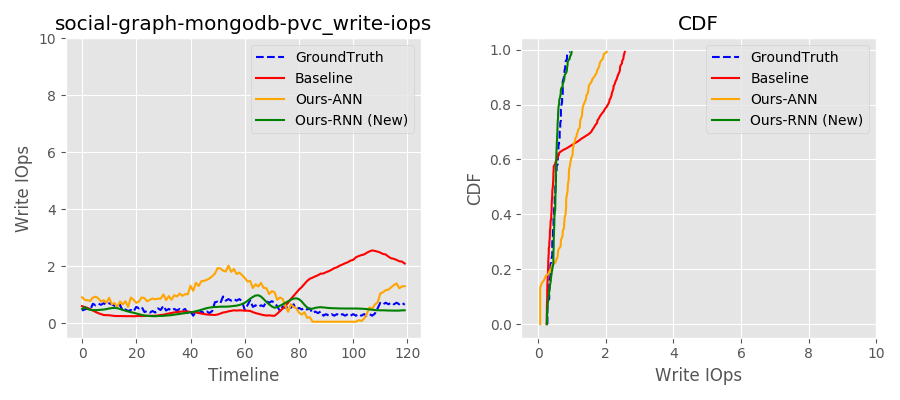 social-graph-mongodb-pvc_write-iops
10
8
6
4
2
0
Write IOps
0 20 40 60 80 100 120
Timeline
GroundTruth
Baseline
Ours-ANN
Ours-RNN (New)
CDF
1.0
0.8
0.6
0.4
0.2
0.0
CDF
0 2 4 6 8 10
Write IOps
GroundTruth
Baseline
Ours-ANN
Ours-RNN (New)